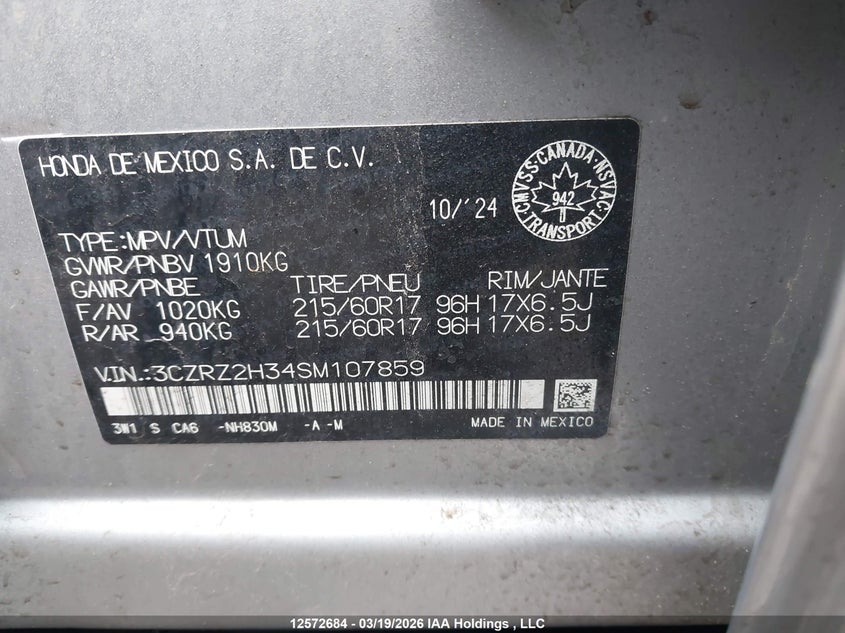 HONDA DE MEXICO S.A. DE C.V.
10/'24
CMVSS·CANADA·NSVAC
942
TRANSPORT
TYPE:MPV/VTUM
GVWR/PNBV 1910KG
GAWR/PNBE TIRE/PNEU RIM/JANTE
F/AV 1020KG 215/60R17 96H 17X6.5J
R/AR 940KG 215/60R17 96H 17X6.5J
V.I.N.:3CZRZ2H34SM107859
3W1 S CA6 -NH830M -A -M MADE IN MEXICO
12572684 - 03/19/2026 IAA Holdings , LLC